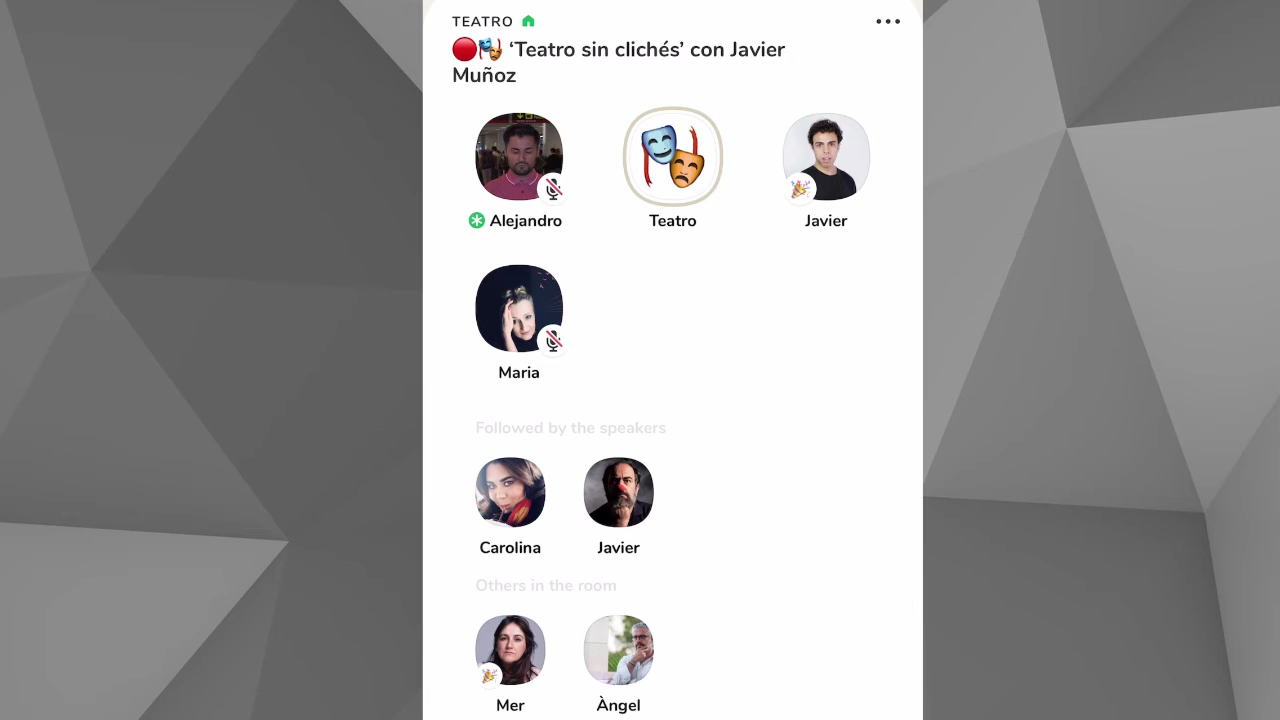 TEATRO
‘Teatro sin clichés’ con Javier
Muñoz
Alejandro
Teatro
Javier
Maria
Followed by the speakers
Carolina
Javier
Others in the room
Mer
Àngel